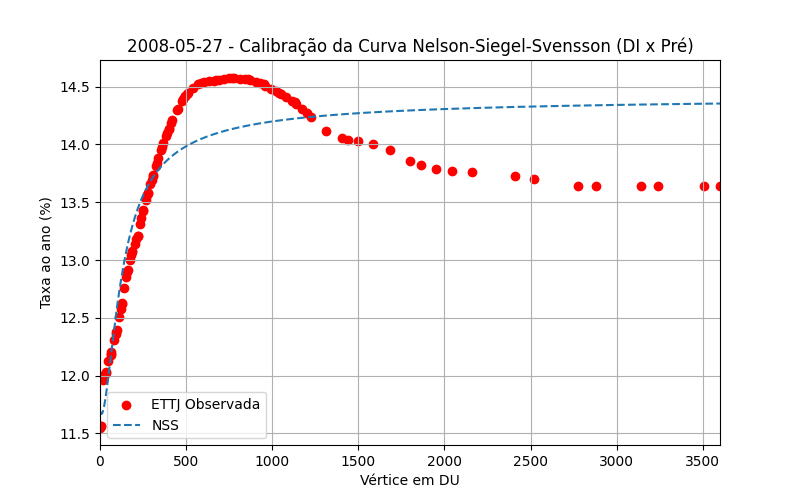 2008-05-27 - Calibração da Curva Nelson-Siegel-Svensson (DI x Pré)
Taxa ao ano (%)
14.5
14.0
13.5
13.0
12.5
12.0
11.5
ETTJ Observada
NSS
0 500 1000 1500 2000 2500 3000 3500
Vértice em DU